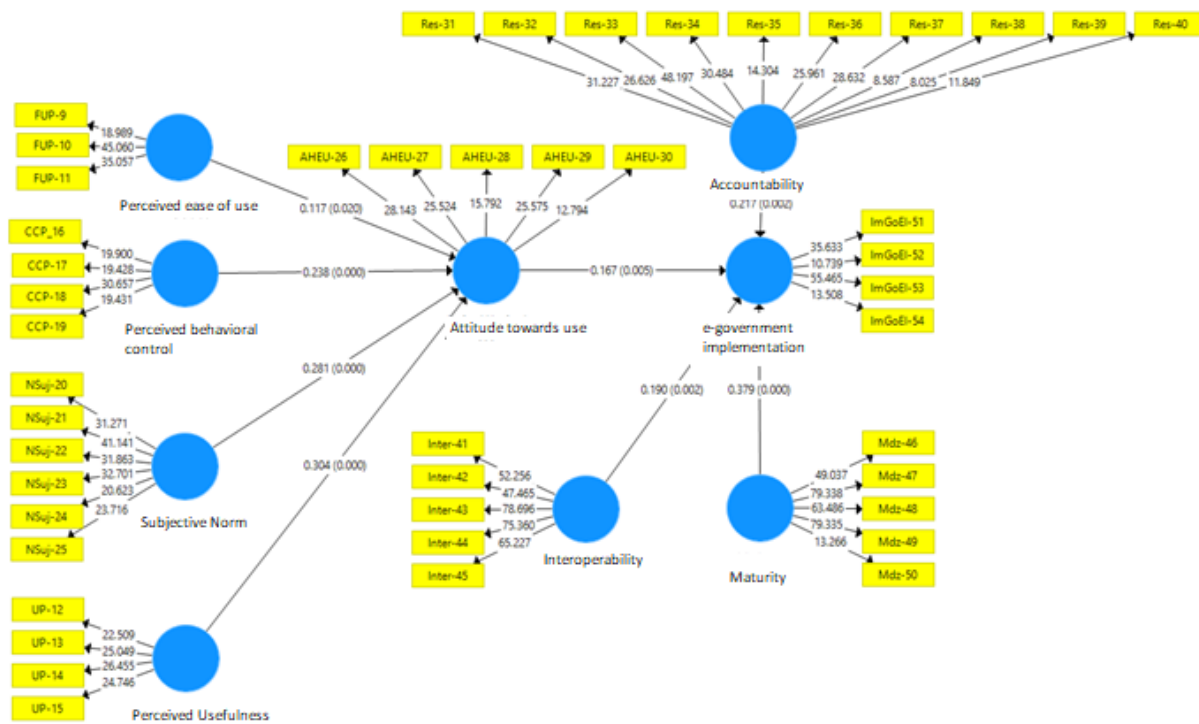 Res-31
Res-32
Res-33
Res-34
Res-35
Res-36
Res-37
Res-38
Res-39
Res-40
31.227
26.626
48.197
30.484
14.304
25.961
28.632
8.587
8.025
11.849
Accountability
0.217 (0.002)
FUP-9
FUP-10
FUP-11
18.989
45.060
35.057
Perceived ease of use
0.117 (0.020)
AHEU-26
AHEU-27
AHEU-28
AHEU-29
AHEU-30
28.143
25.524
15.792
25.575
12.794
CCP_16
CCP-17
CCP-18
CCP-19
19.900
19.428
30.657
19.431
Perceived behavioral
control
0.238 (0.000)
Attitude towards use
0.167 (0.005)
ImGoEl-51
ImGoEl-52
ImGoEl-53
ImGoEl-54
35.633
10.739
55.465
13.508
e-government
implementation
NSuj-20
NSuj-21
NSuj-22
NSuj-23
NSuj-24
NSuj-25
31.271
41.141
31.863
32.701
20.623
23.716
Subjective Norm
0.281 (0.000)
0.304 (0.000)
0.190 (0.002)
0.379 (0.000)
Inter-41
Inter-42
Inter-43
Inter-44
Inter-45
52.256
47.465
78.696
75.360
65.227
Interoperability
Mdz-46
Mdz-47
Mdz-48
Mdz-49
Mdz-50
49.037
79.338
63.486
79.335
13.266
Maturity
UP-12
UP-13
UP-14
UP-15
22.509
25.049
26.455
24.746
Perceived Usefulness